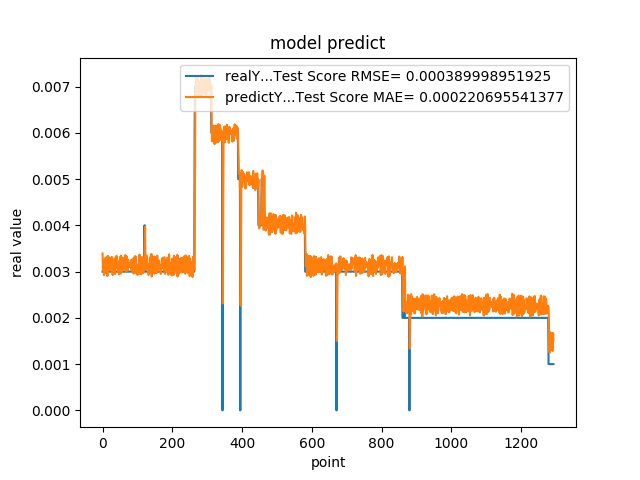 model predict
realY...Test Score RMSE= 0.000389998951925
predictY...Test Score MAE= 0.000220695541377
real value
0.007
0.006
0.005
0.004
0.003
0.002
0.001
0.000
0 200 400 600 800 1000 1200
point